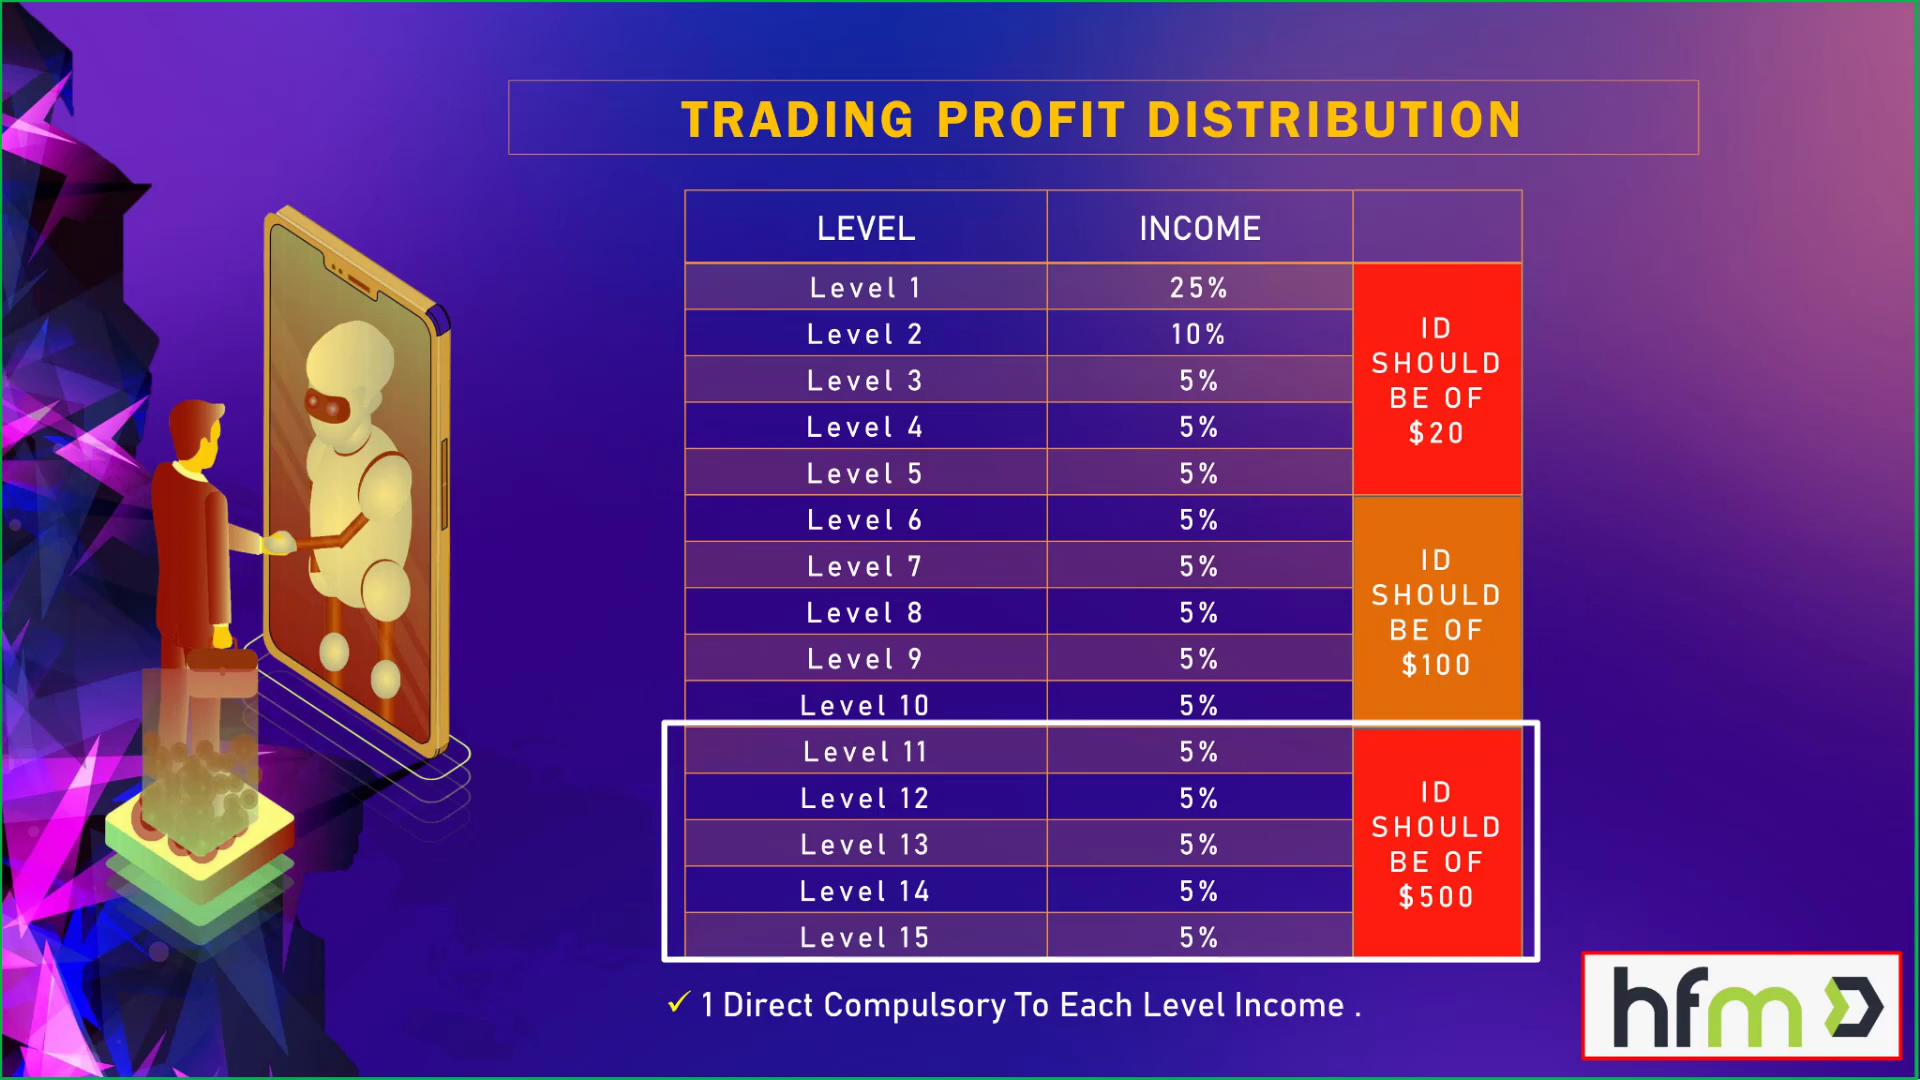 TRADING PROFIT DISTRIBUTION
LEVEL INCOME
Level 1 25%
Level 2 10%
Level 3 5%
Level 4 5%
Level 5 5%
ID
SHOULD
BE OF
$20
Level 6 5%
Level 7 5%
Level 8 5%
Level 9 5%
Level 10 5%
ID
SHOULD
BE OF
$100
Level 11 5%
Level 12 5%
Level 13 5%
Level 14 5%
Level 15 5%
ID
SHOULD
BE OF
$500
✓ 1 Direct Compulsory To Each Level Income .
hfm